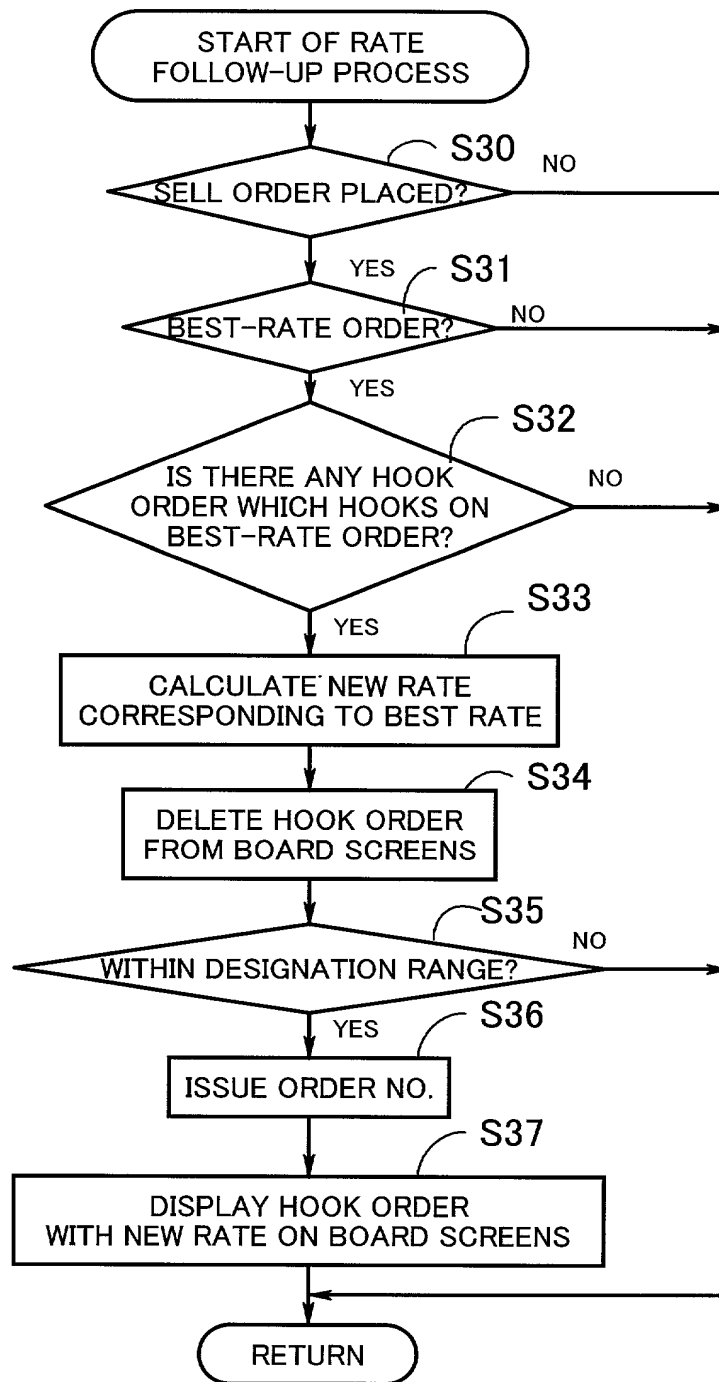 START OF RATE
FOLLOW-UP PROCESS
S30
NO
SELL ORDER PLACED?
YES
S31
BEST-RATE ORDER?
NO
YES
S32
IS THERE ANY HOOK
ORDER WHICH HOOKS ON
BEST-RATE ORDER?
NO
YES
S33
CALCULATE NEW RATE
CORRESPONDING TO BEST RATE
S34
DELETE HOOK ORDER
FROM BOARD SCREENS
S35
NO
WITHIN DESIGNATION RANGE?
YES
S36
ISSUE ORDER NO.
S37
DISPLAY HOOK ORDER
WITH NEW RATE ON BOARD SCREENS
RETURN